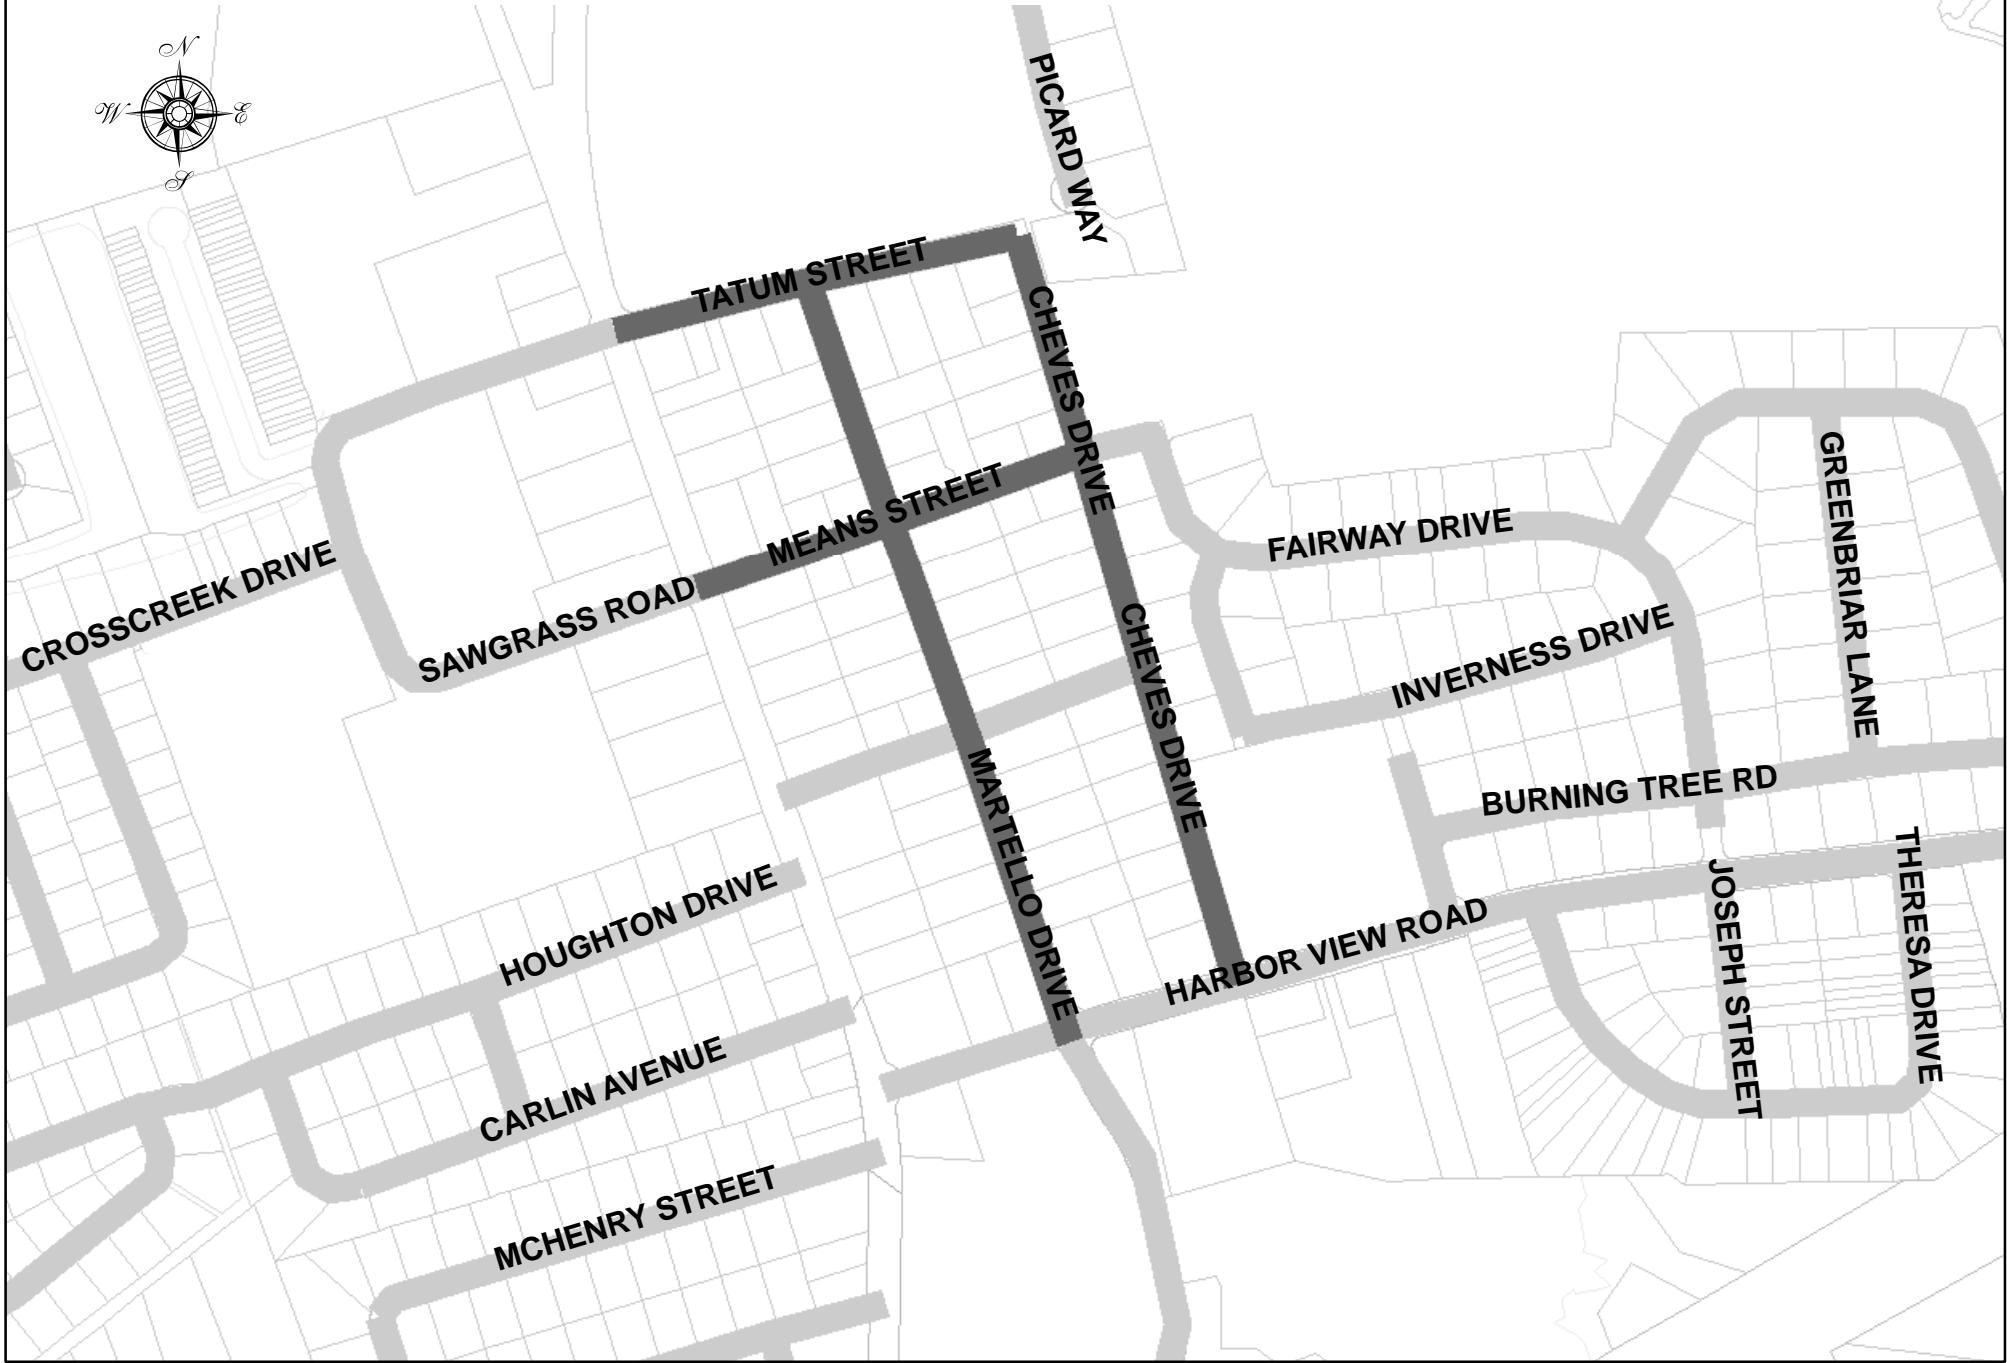 N
W
E
S
PICARD WAY
TATUM STREET
CHEVES DRIVE
MEANS STREET
FAIRWAY DRIVE
GREENBRIAR LANE
CROSSCREEK DRIVE
SAWGRASS ROAD
CHEVES DRIVE
INVERNESS DRIVE
MARTELLO DRIVE
BURNING TREE RD
HOUGHTON DRIVE
HARBOR VIEW ROAD
JOSEPH STREET
THERESA DRIVE
CARLIN AVENUE
MCHENRY STREET